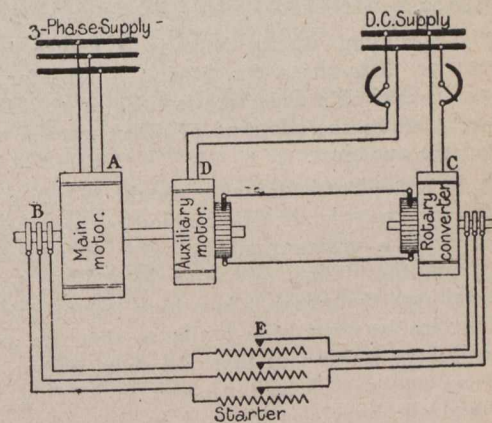 3-Phase Supply
D.C. Supply
A
D
C
B
Main
motor.
Auxiliary
motor.
Rotary
converter
E
Starter